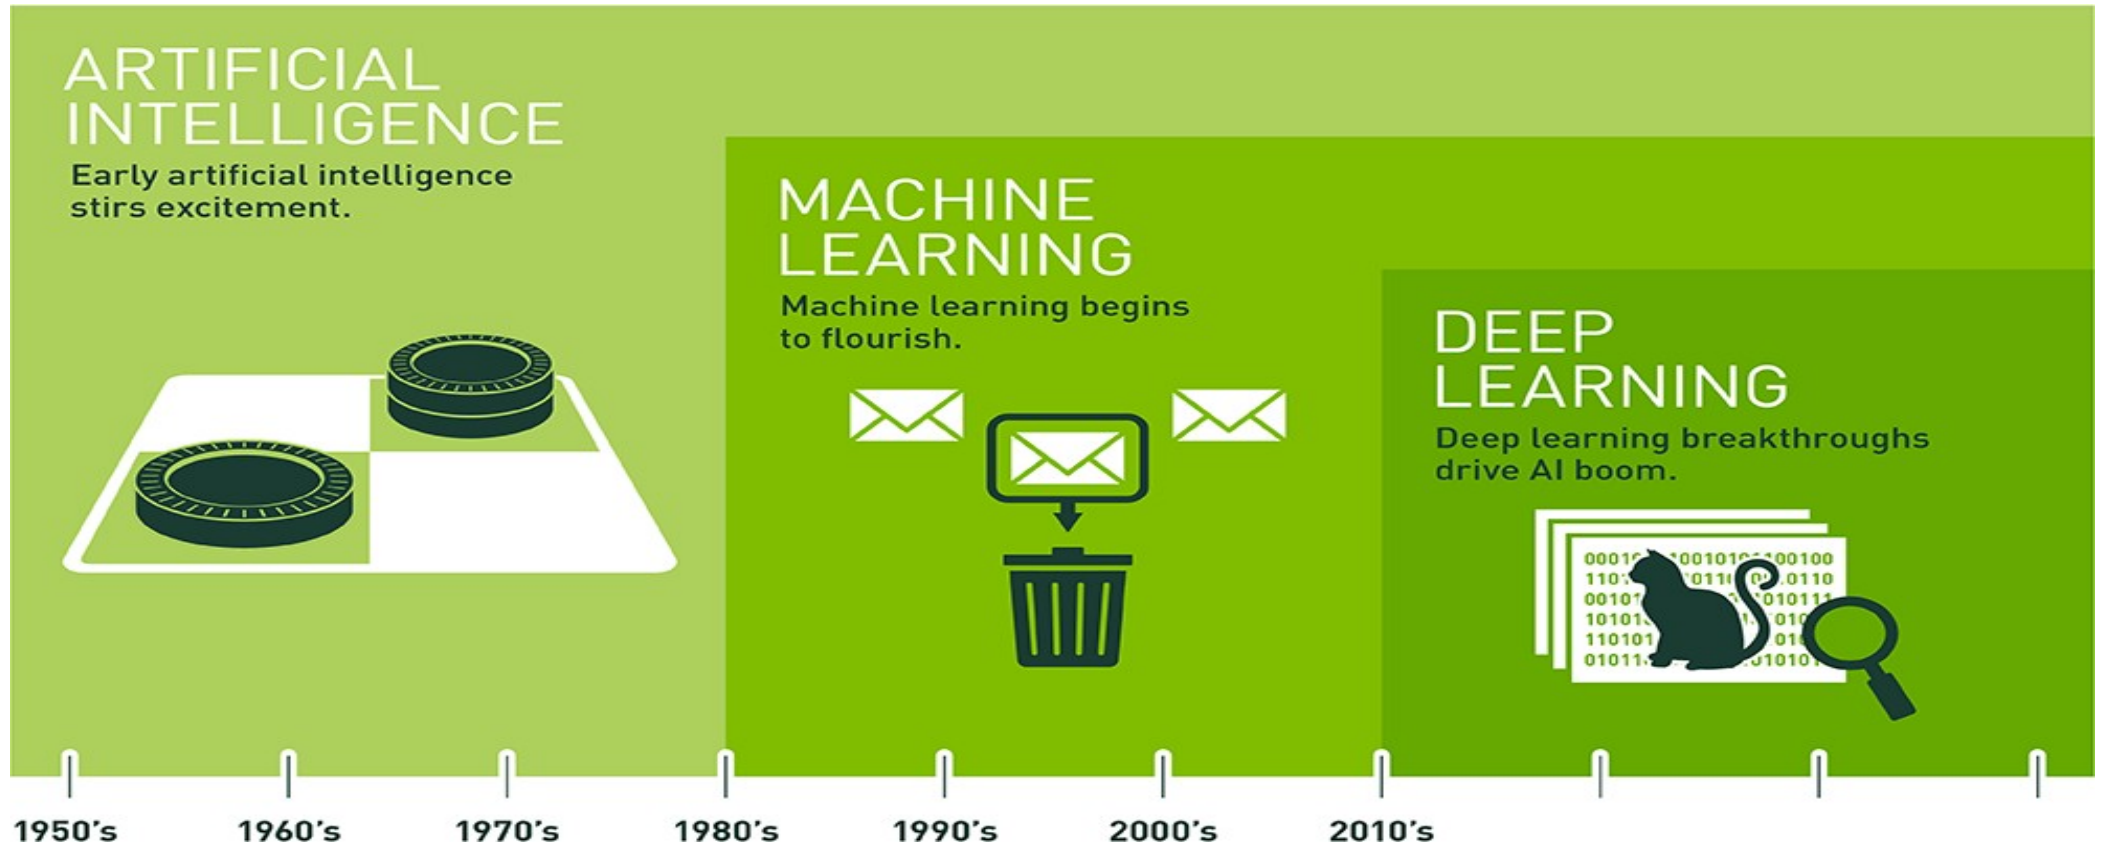 ARTIFICIAL
INTELLIGENCE
Early artificial intelligence
stirs excitement.
MACHINE
LEARNING
Machine learning begins
to flourish.
DEEP
LEARNING
Deep learning breakthroughs
drive AI boom.
1950's 1960's 1970's 1980's 1990's 2000's 2010's